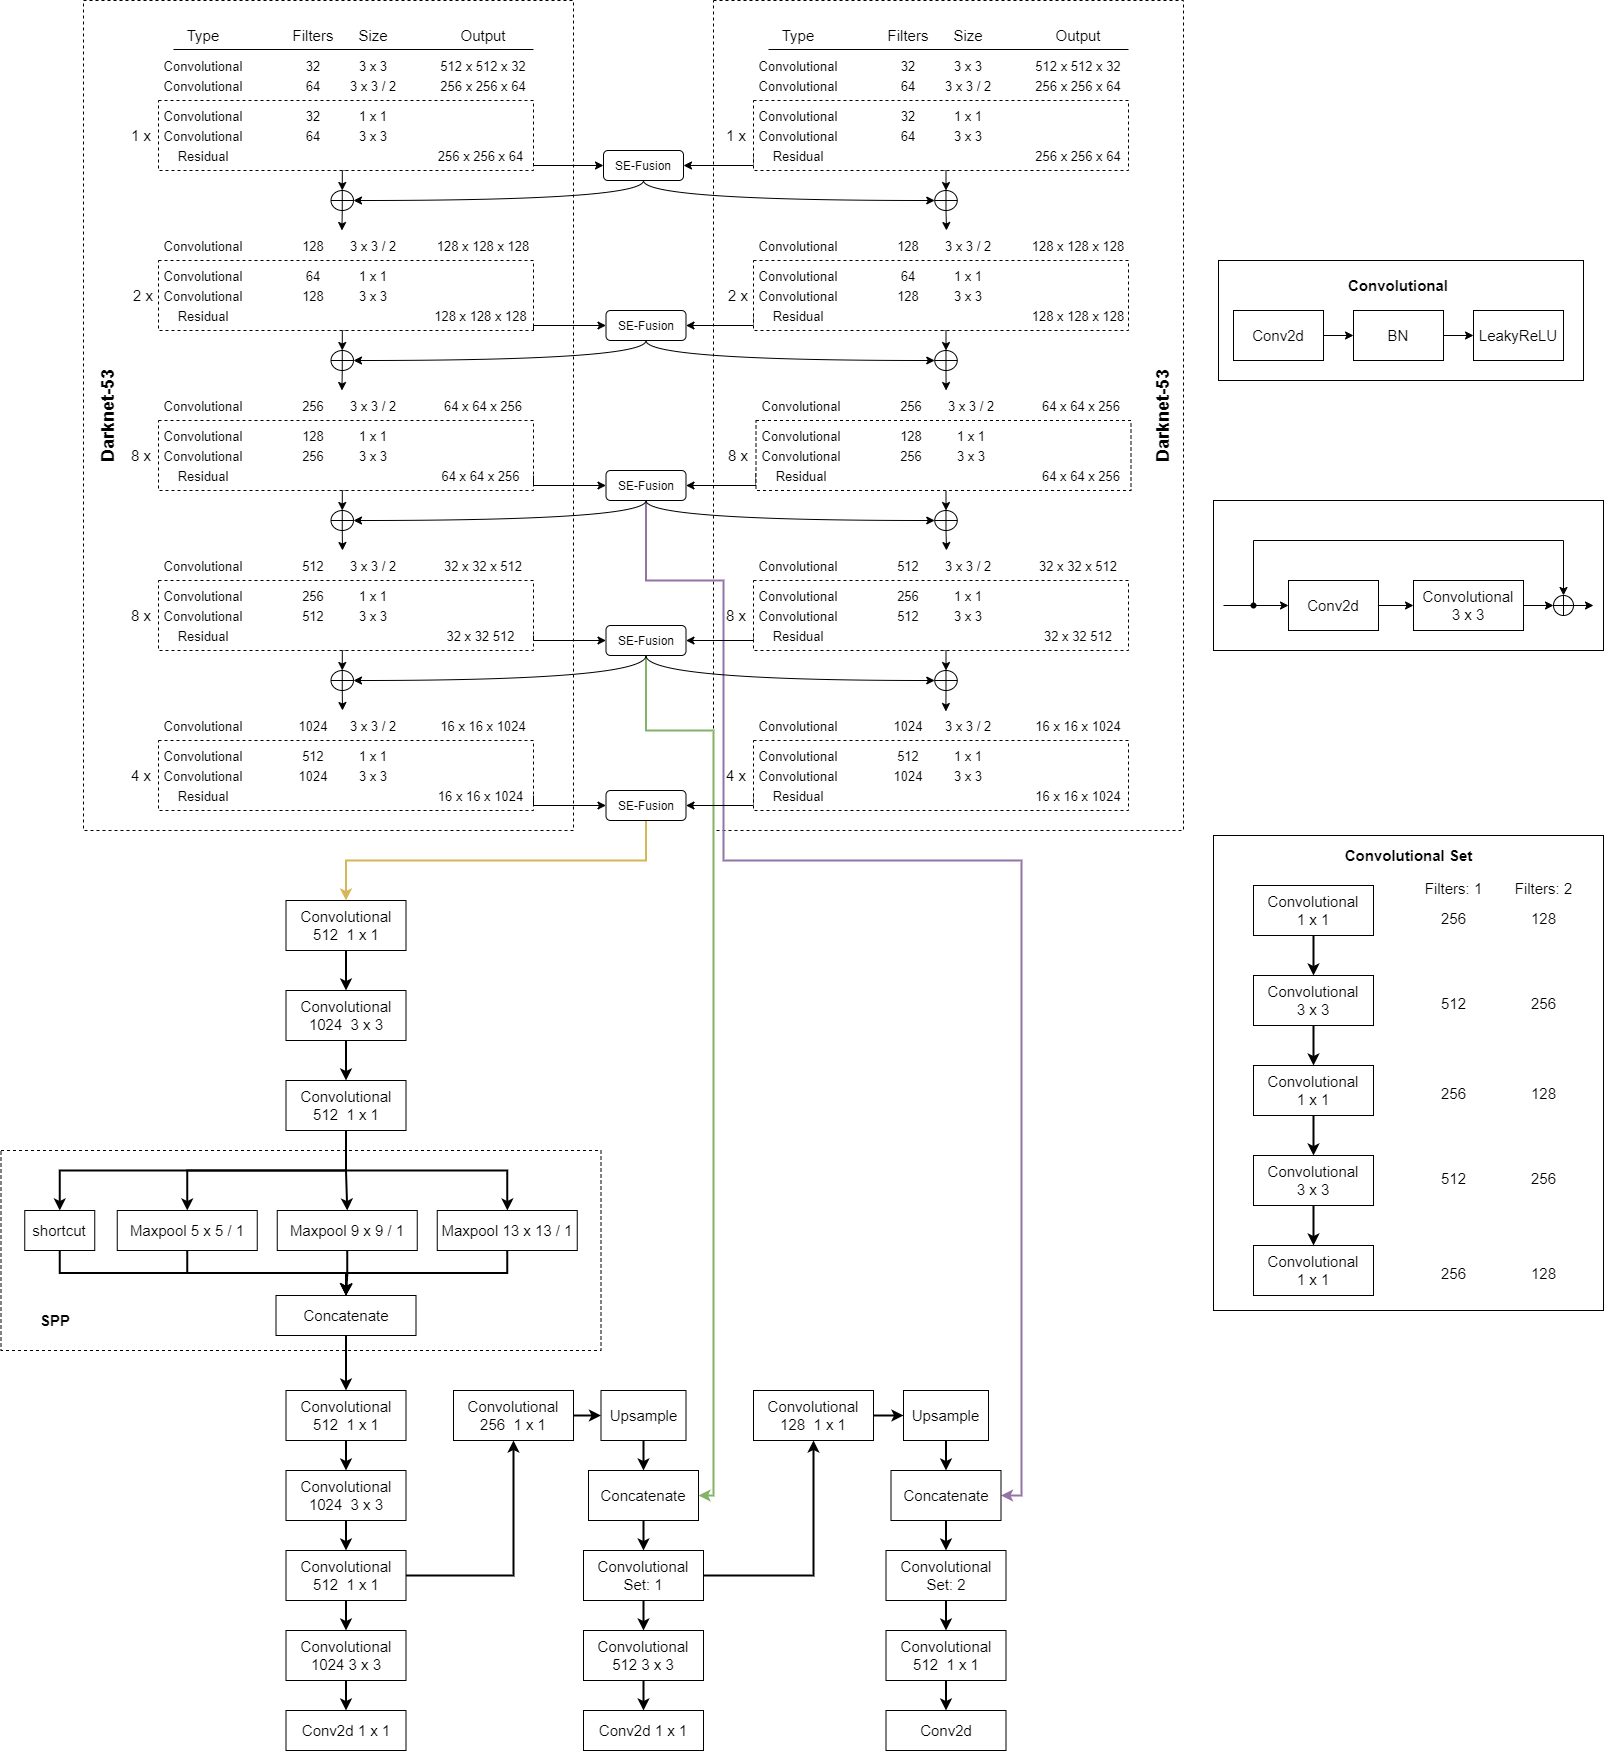 Type Filters Size Output
Convolutional 32 3 x 3 512 x 512 x 32
Convolutional 64 3 x 3 / 2 256 x 256 x 64
Convolutional 32 1 x 1
1 x Convolutional 64 3 x 3
Residual 256 x 256 x 64
Convolutional 128 3 x 3 / 2 128 x 128 x 128
Convolutional 64 1 x 1
2 x Convolutional 128 3 x 3
Residual 128 x 128 x 128
Darknet-53
Convolutional 256 3 x 3 / 2 64 x 64 x 256
Convolutional 128 1 x 1
8 x Convolutional 256 3 x 3
Residual 64 x 64 x 256
Convolutional 512 3 x 3 / 2 32 x 32 x 512
Convolutional 256 1 x 1
8 x Convolutional 512 3 x 3
Residual 32 x 32 512
Convolutional 1024 3 x 3 / 2 16 x 16 x 1024
Convolutional 512 1 x 1
4 x Convolutional 1024 3 x 3
Residual 16 x 16 x 1024
SE-Fusion
SE-Fusion
SE-Fusion
SE-Fusion
SE-Fusion
Type Filters Size Output
Convolutional 32 3 x 3 512 x 512 x 32
Convolutional 64 3 x 3 / 2 256 x 256 x 64
Convolutional 32 1 x 1
1 x Convolutional 64 3 x 3
Residual 256 x 256 x 64
Convolutional 128 3 x 3 / 2 128 x 128 x 128
Convolutional 64 1 x 1
2 x Convolutional 128 3 x 3
Residual 128 x 128 x 128
Darknet-53
Convolutional 256 3 x 3 / 2 64 x 64 x 256
Convolutional 128 1 x 1
8 x Convolutional 256 3 x 3
Residual 64 x 64 x 256
Convolutional 512 3 x 3 / 2 32 x 32 x 512
Convolutional 256 1 x 1
8 x Convolutional 512 3 x 3
Residual 32 x 32 512
Convolutional 1024 3 x 3 / 2 16 x 16 x 1024
Convolutional 512 1 x 1
4 x Convolutional 1024 3 x 3
Residual 16 x 16 x 1024
Convolutional
Conv2d BN LeakyReLU
Conv2d
Convolutional
3 x 3
Convolutional Set
Filters: 1 Filters: 2
Convolutional
1 x 1
256 128
Convolutional
3 x 3
512 256
Convolutional
1 x 1
256 128
Convolutional
3 x 3
512 256
Convolutional
1 x 1
256 128
Convolutional
512 1 x 1
Convolutional
1024 3 x 3
Convolutional
512 1 x 1
shortcut Maxpool 5 x 5 / 1 Maxpool 9 x 9 / 1 Maxpool 13 x 13 / 1
Concatenate
SPP
Convolutional
512 1 x 1
Convolutional
1024 3 x 3
Convolutional
512 1 x 1
Convolutional
1024 3 x 3
Conv2d 1 x 1
Convolutional
256 1 x 1
Upsample
Concatenate
Convolutional
Set: 1
Convolutional
512 3 x 3
Conv2d 1 x 1
Convolutional
128 1 x 1
Upsample
Concatenate
Convolutional
Set: 2
Convolutional
512 1 x 1
Conv2d